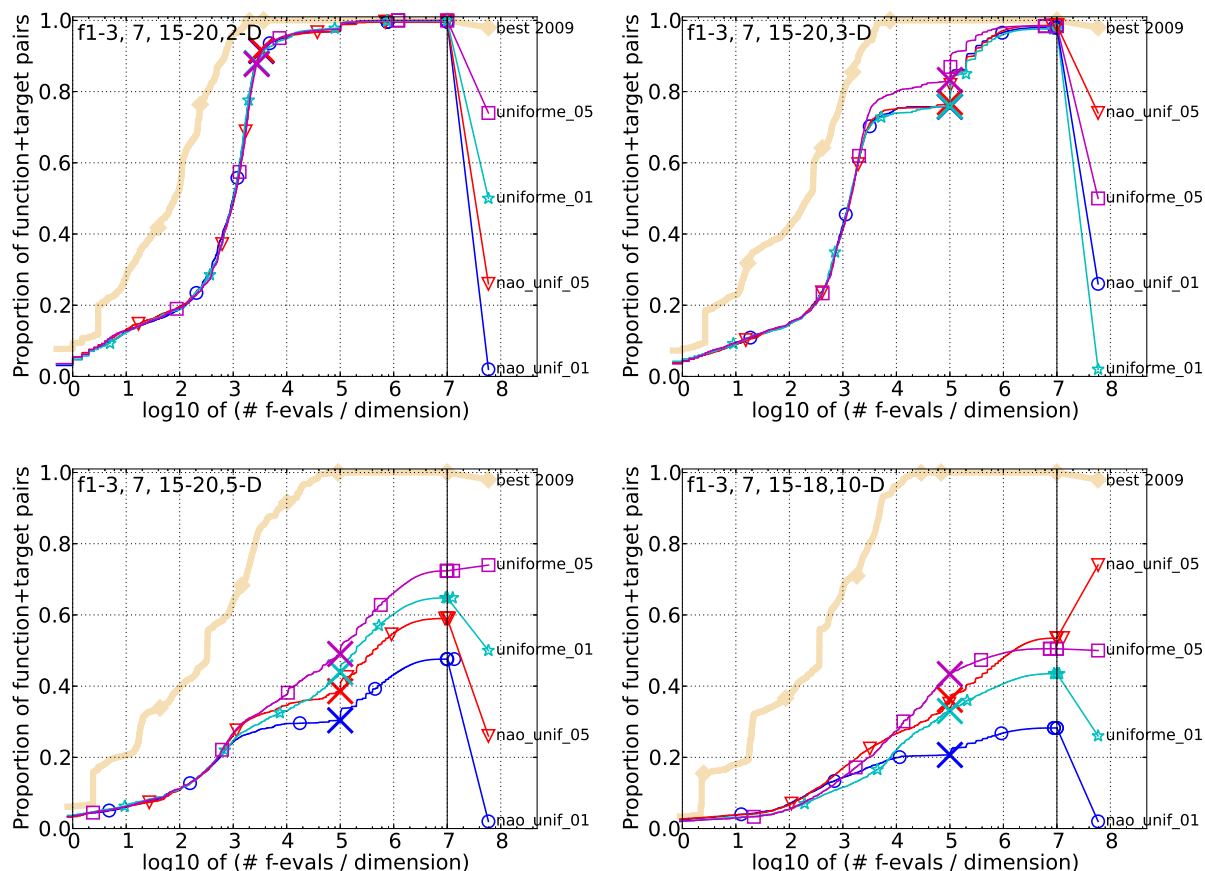 f1-3, 7, 15-20,2-D
Proportion of function+target pairs
1.0
0.8
0.6
0.4
0.2
0.0
0 1 2 3 4 5 6 7 8
log10 of (# f-evals / dimension)
best 2009
uniforme_05
uniforme_01
nao_unif_05
nao_unif_01
f1-3, 7, 15-20,3-D
Proportion of function+target pairs
1.0
0.8
0.6
0.4
0.2
0.0
0 1 2 3 4 5 6 7 8
log10 of (# f-evals / dimension)
best 2009
nao_unif_05
uniforme_05
nao_unif_01
uniforme_01
f1-3, 7, 15-20,5-D
Proportion of function+target pairs
1.0
0.8
0.6
0.4
0.2
0.0
0 1 2 3 4 5 6 7 8
log10 of (# f-evals / dimension)
best 2009
uniforme_05
uniforme_01
nao_unif_05
nao_unif_01
f1-3, 7, 15-18,10-D
Proportion of function+target pairs
1.0
0.8
0.6
0.4
0.2
0.0
0 1 2 3 4 5 6 7 8
log10 of (# f-evals / dimension)
best 2009
nao_unif_05
uniforme_05
uniforme_01
nao_unif_01